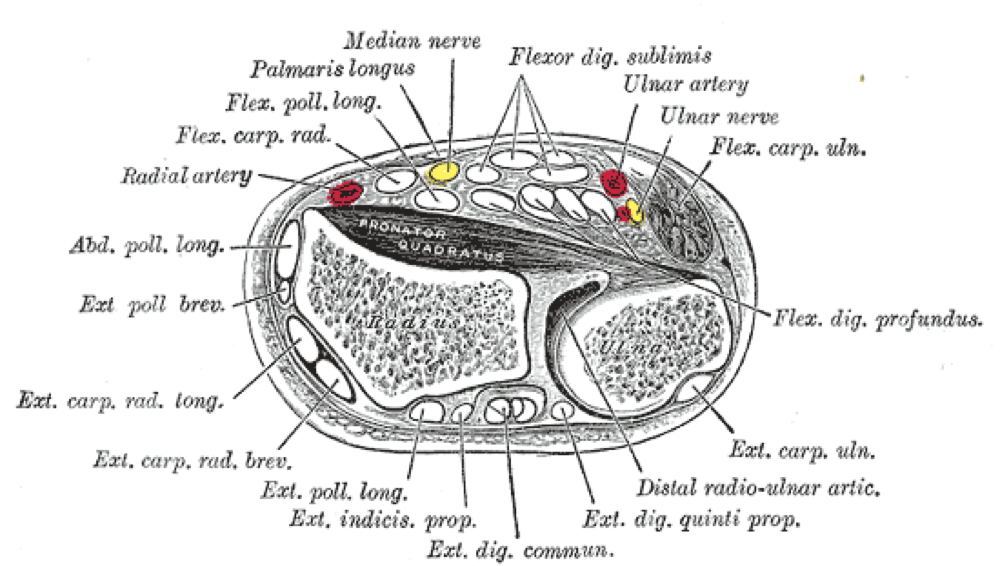 Median nerve
Palmaris longus
Flex. poll. long.
Flex. carp. rad.
Radial artery
Flexor dig. sublimis
Ulnar artery
Ulnar nerve
Flex. carp. uln.
PRONATOR
QUADRATUS
Abd. poll. long.
Ext poll brev.
Radius
Ulna
Flex. dig. profundus.
Ext. carp. rad. long.
Ext. carp. rad. brev.
Ext. poll. long.
Ext. indicis. prop.
Ext. dig. commun.
Ext. carp. uln.
Distal radio-ulnar artic.
Ext. dig. quinti prop.